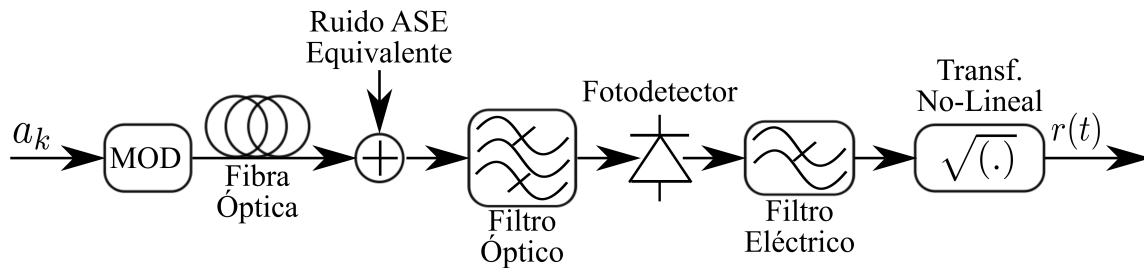 Ruido ASE
Equivalente
Fotodetector
Transf.
No-Lineal
a_k
MOD
√(.)
r(t)
Fibra
Óptica
Filtro
Óptico
Filtro
Eléctrico